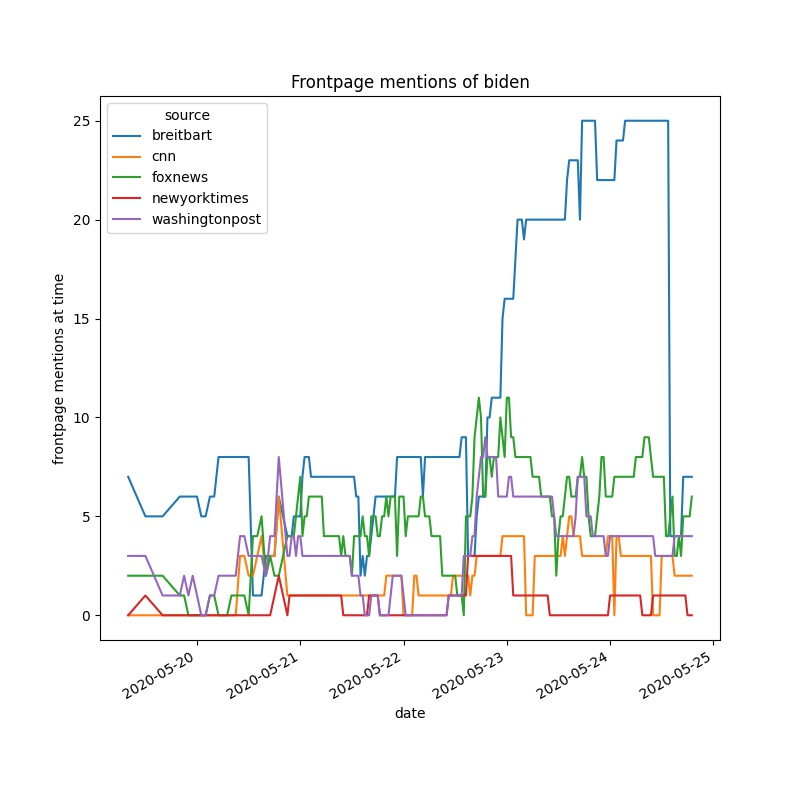 Frontpage mentions of biden
source
breitbart
cnn
foxnews
newyorktimes
washingtonpost
frontpage mentions at time
25
20
15
10
5
0
2020-05-20
2020-05-21
2020-05-22
2020-05-23
2020-05-24
2020-05-25
date